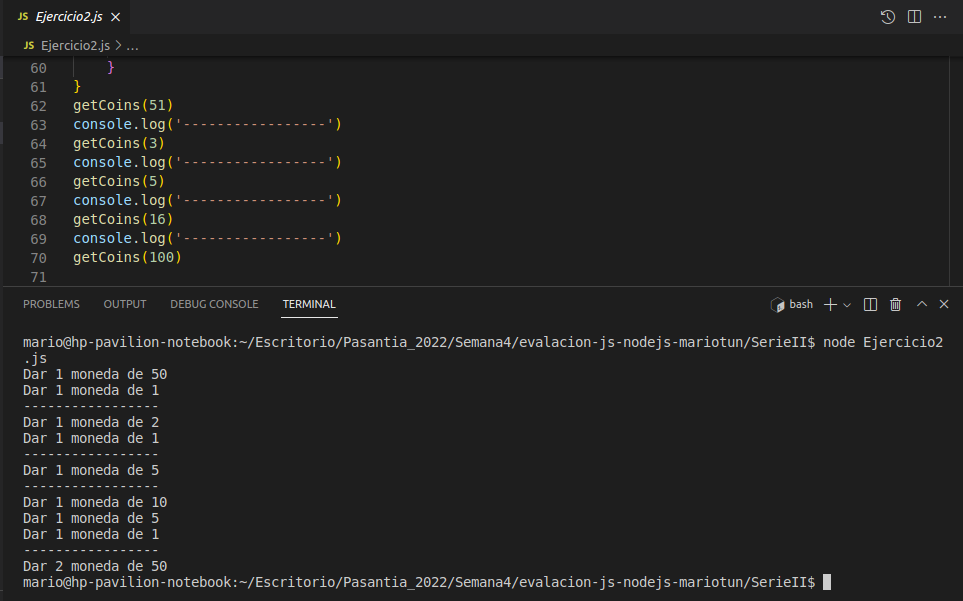 JS Ejercicio2.js
JS Ejercicio2.js > ...
60 }
61 }
62 getCoins(51)
63 console.log('-----------------')
64 getCoins(3)
65 console.log('-----------------')
66 getCoins(5)
67 console.log('-----------------')
68 getCoins(16)
69 console.log('-----------------')
70 getCoins(100)
71
PROBLEMS OUTPUT DEBUG CONSOLE TERMINAL bash
mario@hp-pavilion-notebook:~/Escritorio/Pasantia_2022/Semana4/evalacion-js-nodejs-mariotun/SerieII$ node Ejercicio2
.js
Dar 1 moneda de 50
Dar 1 moneda de 1
-----------------
Dar 1 moneda de 2
Dar 1 moneda de 1
-----------------
Dar 1 moneda de 5
-----------------
Dar 1 moneda de 10
Dar 1 moneda de 5
Dar 1 moneda de 1
-----------------
Dar 2 moneda de 50
mario@hp-pavilion-notebook:~/Escritorio/Pasantia_2022/Semana4/evalacion-js-nodejs-mariotun/SerieII$